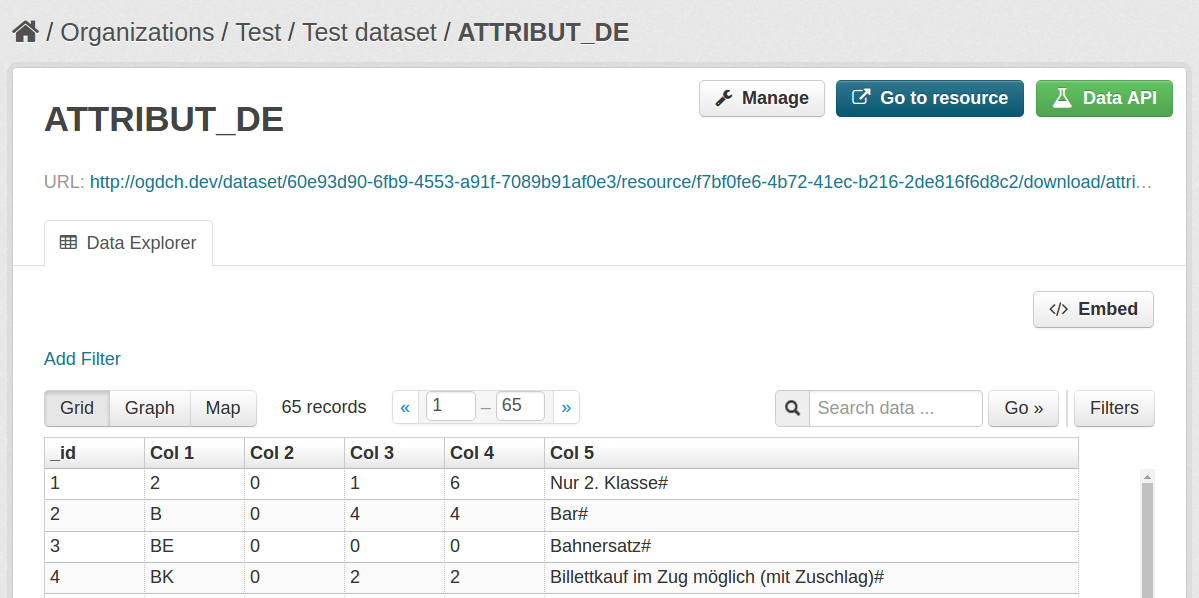 / Organizations / Test / Test dataset / ATTRIBUT_DE
ATTRIBUT_DE
Manage
Go to resource
Data API
URL: http://ogdch.dev/dataset/60e93d90-6fb9-4553-a91f-7089b91af0e3/resource/f7bf0fe6-4b72-41ec-b216-2de816f6d8c2/download/attri…
Data Explorer
</> Embed
Add Filter
Grid Graph Map 65 records « 1 – 65 » Search data ... Go » Filters
_id Col 1 Col 2 Col 3 Col 4 Col 5
1 2 0 1 6 Nur 2. Klasse#
2 B 0 4 4 Bar#
3 BE 0 0 0 Bahnersatz#
4 BK 0 2 2 Billettkauf im Zug möglich (mit Zuschlag)#